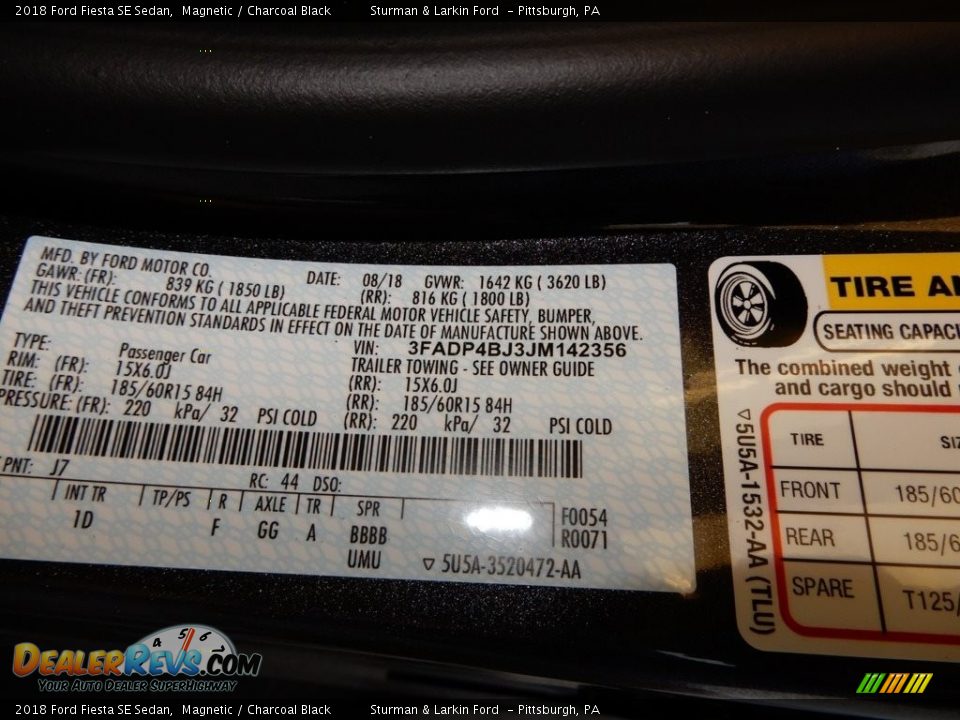 2018 Ford Fiesta SE Sedan,  Magnetic / Charcoal Black  Sturman & Larkin Ford  - Pittsburgh, PA
MFD. BY FORD MOTOR CO.
DATE: 08/18 GVWR: 1642 KG ( 3620 LB)
GAWR: (FR): 839 KG ( 1850 LB) (RR): 816 KG ( 1800 LB)
THIS VEHICLE CONFORMS TO ALL APPLICABLE FEDERAL MOTOR VEHICLE SAFETY, BUMPER,
AND THEFT PREVENTION STANDARDS IN EFFECT ON THE DATE OF MANUFACTURE SHOWN ABOVE.
VIN: 3FADP4BJ3JM142356
TYPE: Passenger Car TRAILER TOWING - SEE OWNER GUIDE
RIM: (FR): 15X6.0J (RR): 15X6.0J
TIRE: (FR): 185/60R15 84H (RR): 185/60R15 84H
PRESSURE: (FR): 220 kPa/ 32 PSI COLD (RR): 220 kPa/ 32 PSI COLD
PNT: J7 RC: 44 DSO:
INT TR TP/PS R AXLE TR SPR
1D F GG A BBBB
UMU
F0054
R0071
▽ 5U5A-3520472-AA
TIRE AN
SEATING CAPACI
The combined weight
and cargo should
▽5U5A-1532-AA (TLU)
TIRE SIZ
FRONT 185/60
REAR 185/6
SPARE T125/
4 5 6
DEALERREVS.COM
YOUR AUTO DEALER SUPERHIGHWAY
2018 Ford Fiesta SE Sedan,  Magnetic / Charcoal Black  Sturman & Larkin Ford  - Pittsburgh, PA